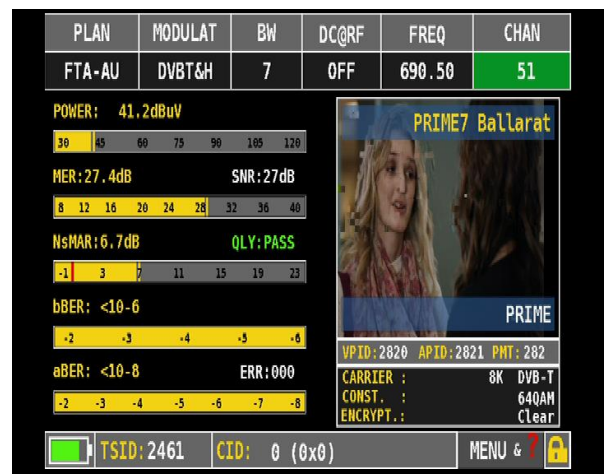 PLAN MODULAT BW DC@RF FREQ CHAN
FTA-AU DVBT&H 7 OFF 690.50 51
POWER: 41.2dBuV
30 45 60 75 90 105 120
MER:27.4dB SNR:27dB
8 12 16 20 24 28 32 36 40
NsMAR:6.7dB QLY:PASS
-1 3 7 11 15 19 23
bBER: <10-6
-2 -3 -4 -5 -6
aBER: <10-8 ERR:000
-2 -3 -4 -5 -6 -7 -8
PRIME7 Ballarat
PRIME
VPID:2820 APID:2821 PMT:282
CARRIER : 8K DVB-T
CONST. : 64QAM
ENCRYPT.: Clear
TSID:2461 CID: 0 (0x0) MENU & ?